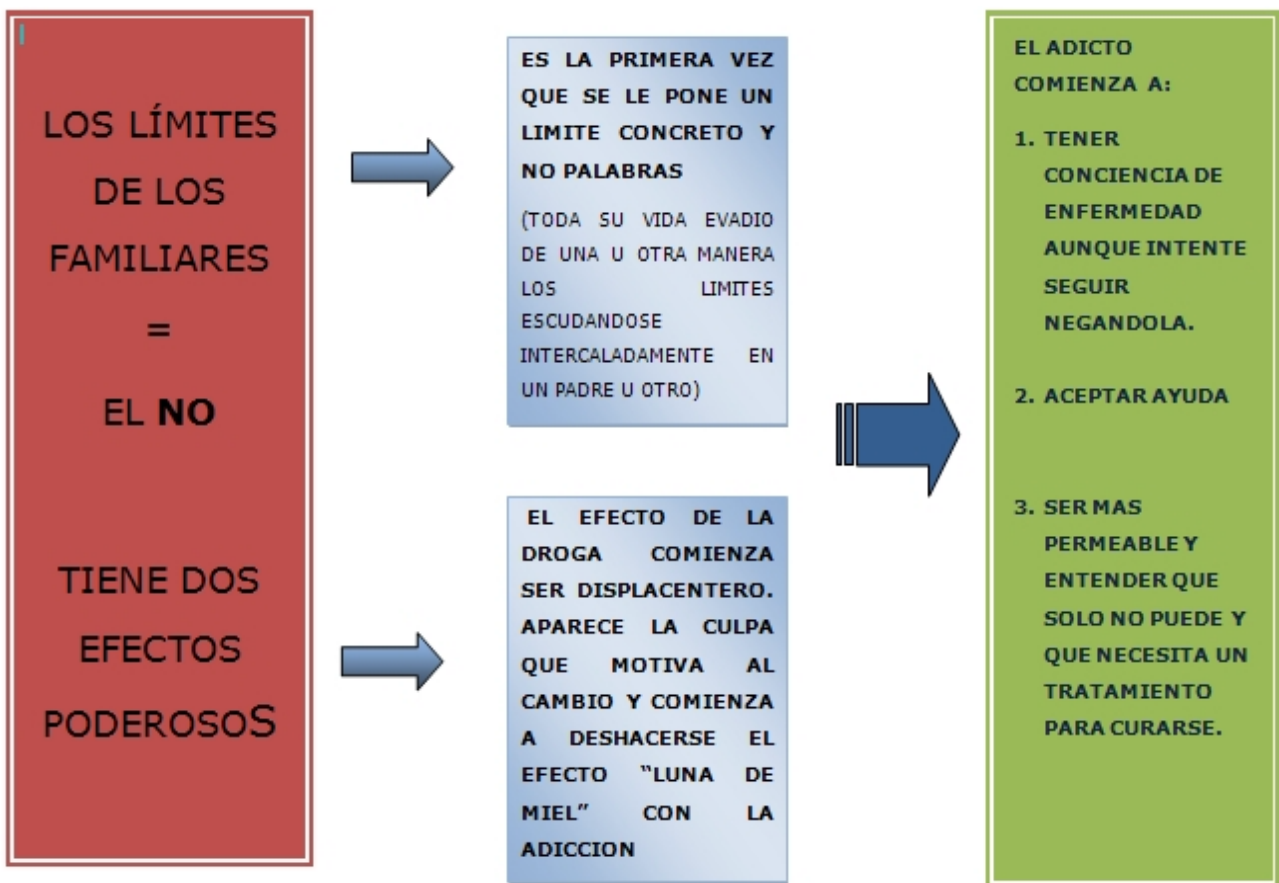 LOS LÍMITES
DE LOS
FAMILIARES
=
EL NO
TIENE DOS
EFECTOS
PODEROSOS
ES LA PRIMERA VEZ
QUE SE LE PONE UN
LIMITE CONCRETO Y
NO PALABRAS
(TODA SU VIDA EVADIO
DE UNA U OTRA MANERA
LOS LIMITES
ESCUDANDOSE
INTERCALADAMENTE EN
UN PADRE U OTRO)
EL EFECTO DE LA
DROGA COMIENZA
SER DISPLACENTERO.
APARECE LA CULPA
QUE MOTIVA AL
CAMBIO Y COMIENZA
A DESHACERSE EL
EFECTO “LUNA DE
MIEL” CON LA
ADICCION
EL ADICTO
COMIENZA A:
1. TENER
CONCIENCIA DE
ENFERMEDAD
AUNQUE INTENTE
SEGUIR
NEGANDOLA.
2. ACEPTAR AYUDA
3. SER MAS
PERMEABLE Y
ENTENDER QUE
SOLO NO PUEDE Y
QUE NECESITA UN
TRATAMIENTO
PARA CURARSE.